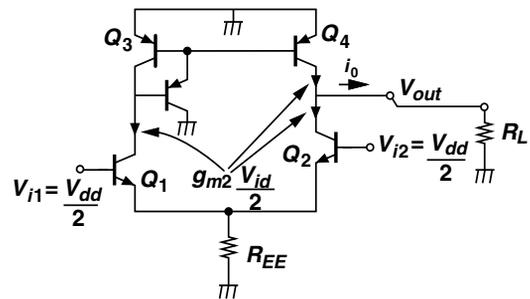 Q3
Q4
i0
Vout
RL
Vi2= Vdd/2
Q2
gm2 Vid/2
Q1
Vi1= Vdd/2
REE